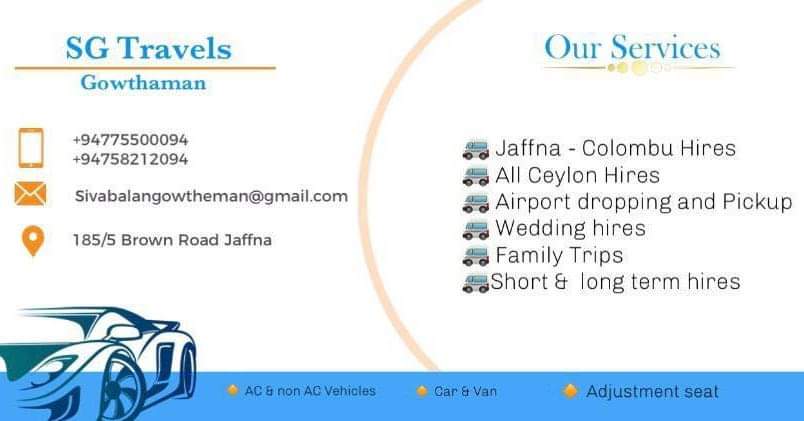 SG Travels
Gowthaman
+94775500094
+94758212094
Sivabalangowtheman@gmail.com
185/5 Brown Road Jaffna
Our Services
Jaffna - Colombu Hires
All Ceylon Hires
Airport dropping and Pickup
Wedding hires
Family Trips
Short & long term hires
AC & non AC Vehicles
Car & Van
Adjustment seat